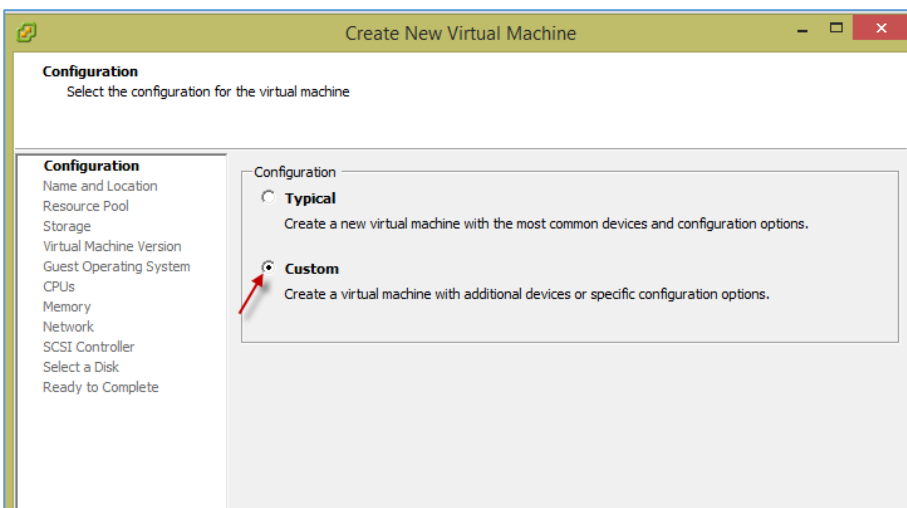 Create New Virtual Machine
Configuration
Select the configuration for the virtual machine
Configuration
Name and Location
Resource Pool
Storage
Virtual Machine Version
Guest Operating System
CPUs
Memory
Network
SCSI Controller
Select a Disk
Ready to Complete
Configuration
Typical
Create a new virtual machine with the most common devices and configuration options.
Custom
Create a virtual machine with additional devices or specific configuration options.